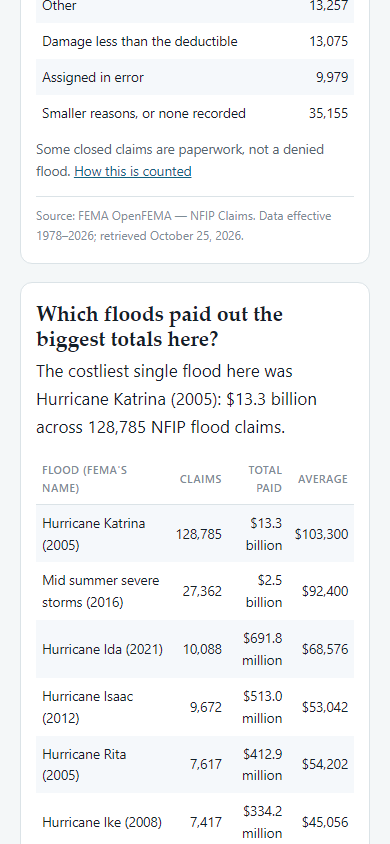 Other 13,257
Damage less than the deductible 13,075
Assigned in error 9,979
Smaller reasons, or none recorded 35,155
Some closed claims are paperwork, not a denied
flood. How this is counted
Source: FEMA OpenFEMA — NFIP Claims. Data effective
1978–2026; retrieved October 25, 2026.
Which floods paid out the
biggest totals here?
The costliest single flood here was
Hurricane Katrina (2005): $13.3 billion
across 128,785 NFIP flood claims.
FLOOD (FEMA'S NAME) CLAIMS TOTAL PAID AVERAGE
Hurricane Katrina (2005) 128,785 $13.3 billion $103,300
Mid summer severe storms (2016) 27,362 $2.5 billion $92,400
Hurricane Ida (2021) 10,088 $691.8 million $68,576
Hurricane Isaac (2012) 9,672 $513.0 million $53,042
Hurricane Rita (2005) 7,617 $412.9 million $54,202
Hurricane Ike (2008) 7,417 $334.2 million $45,056